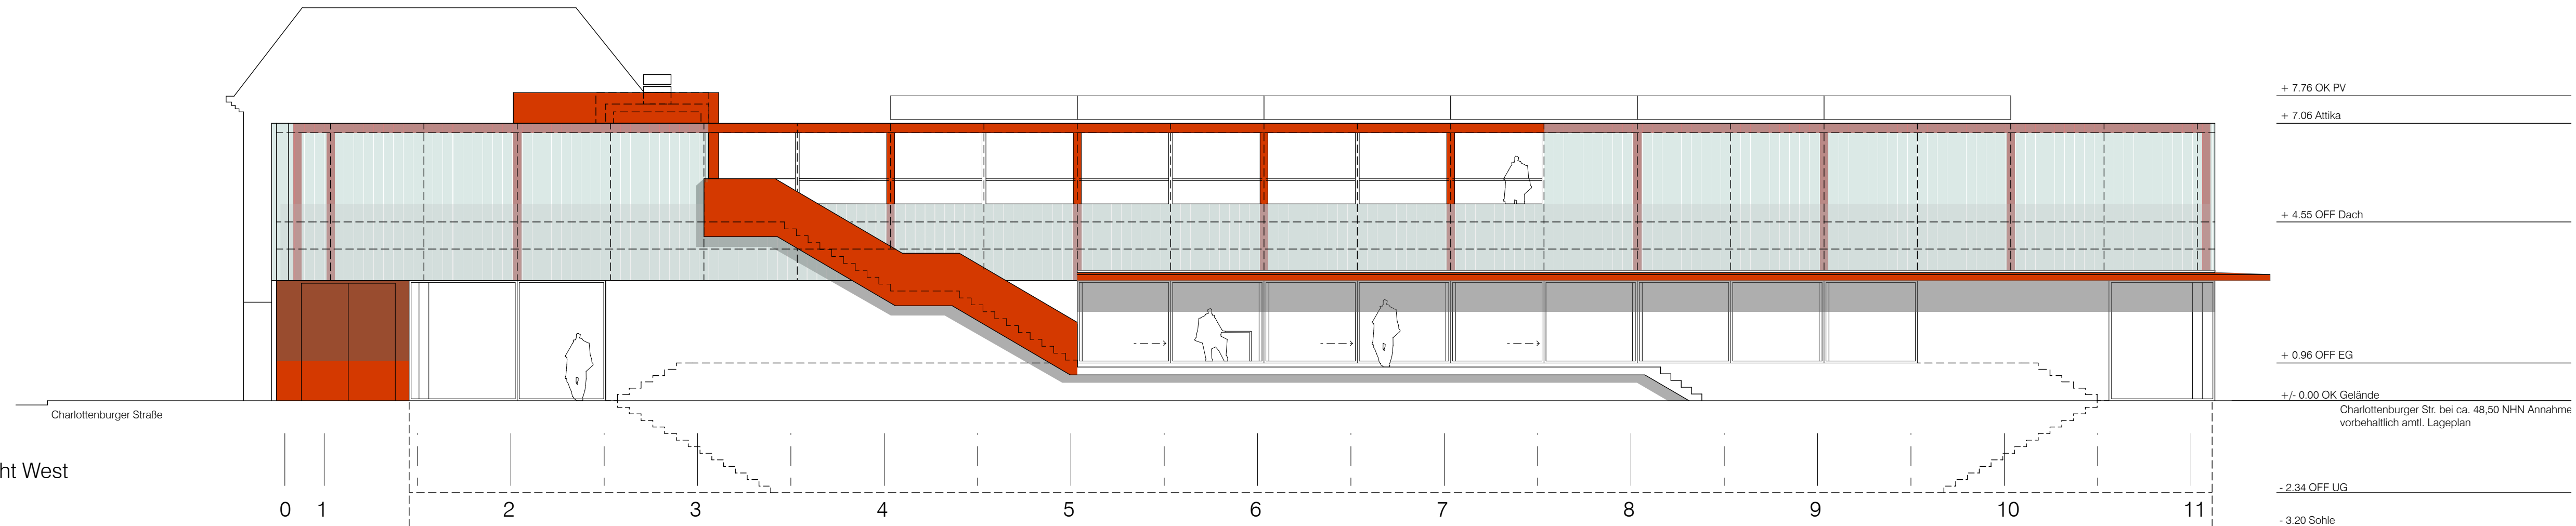 + 7.76 OK PV
+ 7.06 Attika
+ 4.55 OFF Dach
+ 0.96 OFF EG
+/- 0.00 OK Gelände
Charlottenburger Straße
Charlottenburger Str. bei ca. 48,50 NHN Annahme
vorbehaltlich amtl. Lageplan
ht West
- 2.34 OFF UG
0 1 2 3 4 5 6 7 8 9 10 11
- 3.20 Sohle